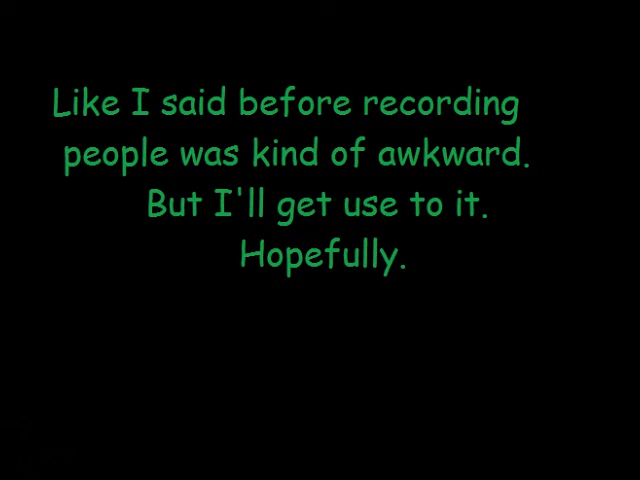 Like I said before recording
people was kind of awkward.
But I'll get use to it.
Hopefully.